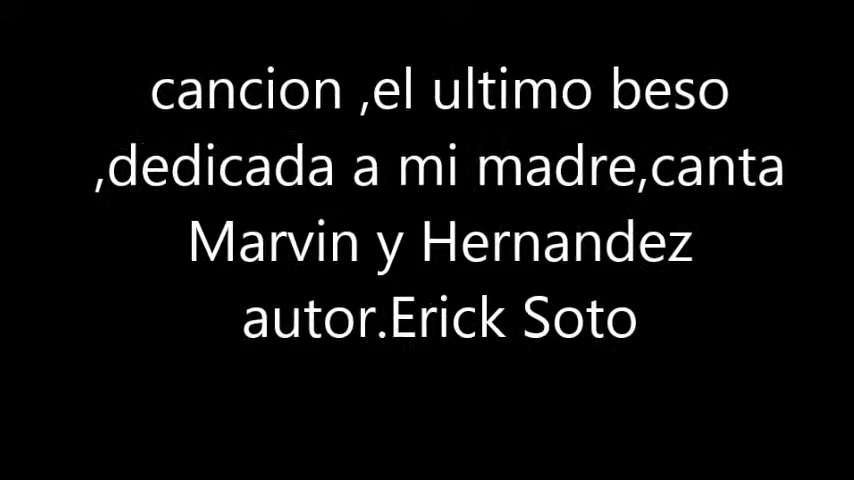 cancion ,el ultimo beso
,dedicada a mi madre,canta
Marvin y Hernandez
autor.Erick Soto